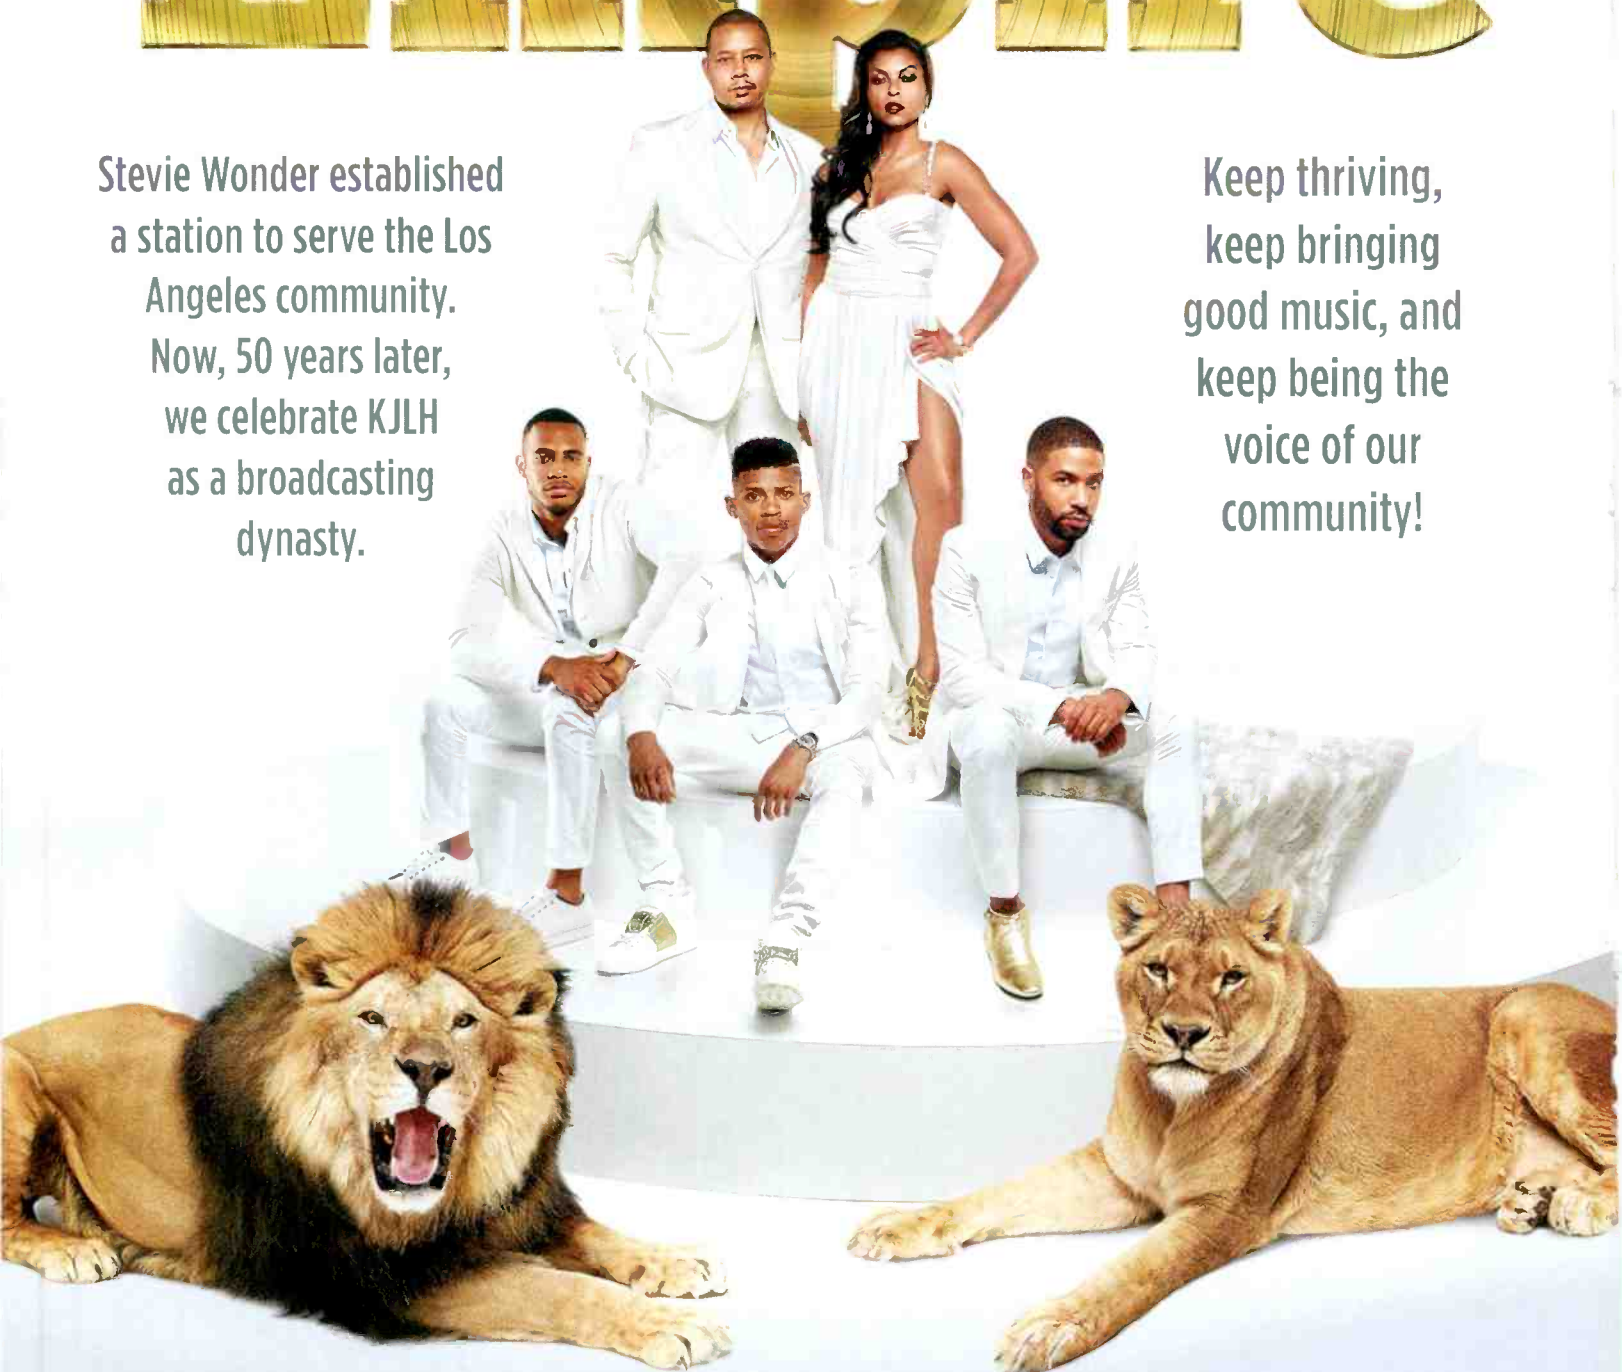 Stevie Wonder established
a station to serve the Los
Angeles community.
Now, 50 years later,
we celebrate KJLH
as a broadcasting
dynasty.
Keep thriving,
keep bringing
good music, and
keep being the
voice of our
community!